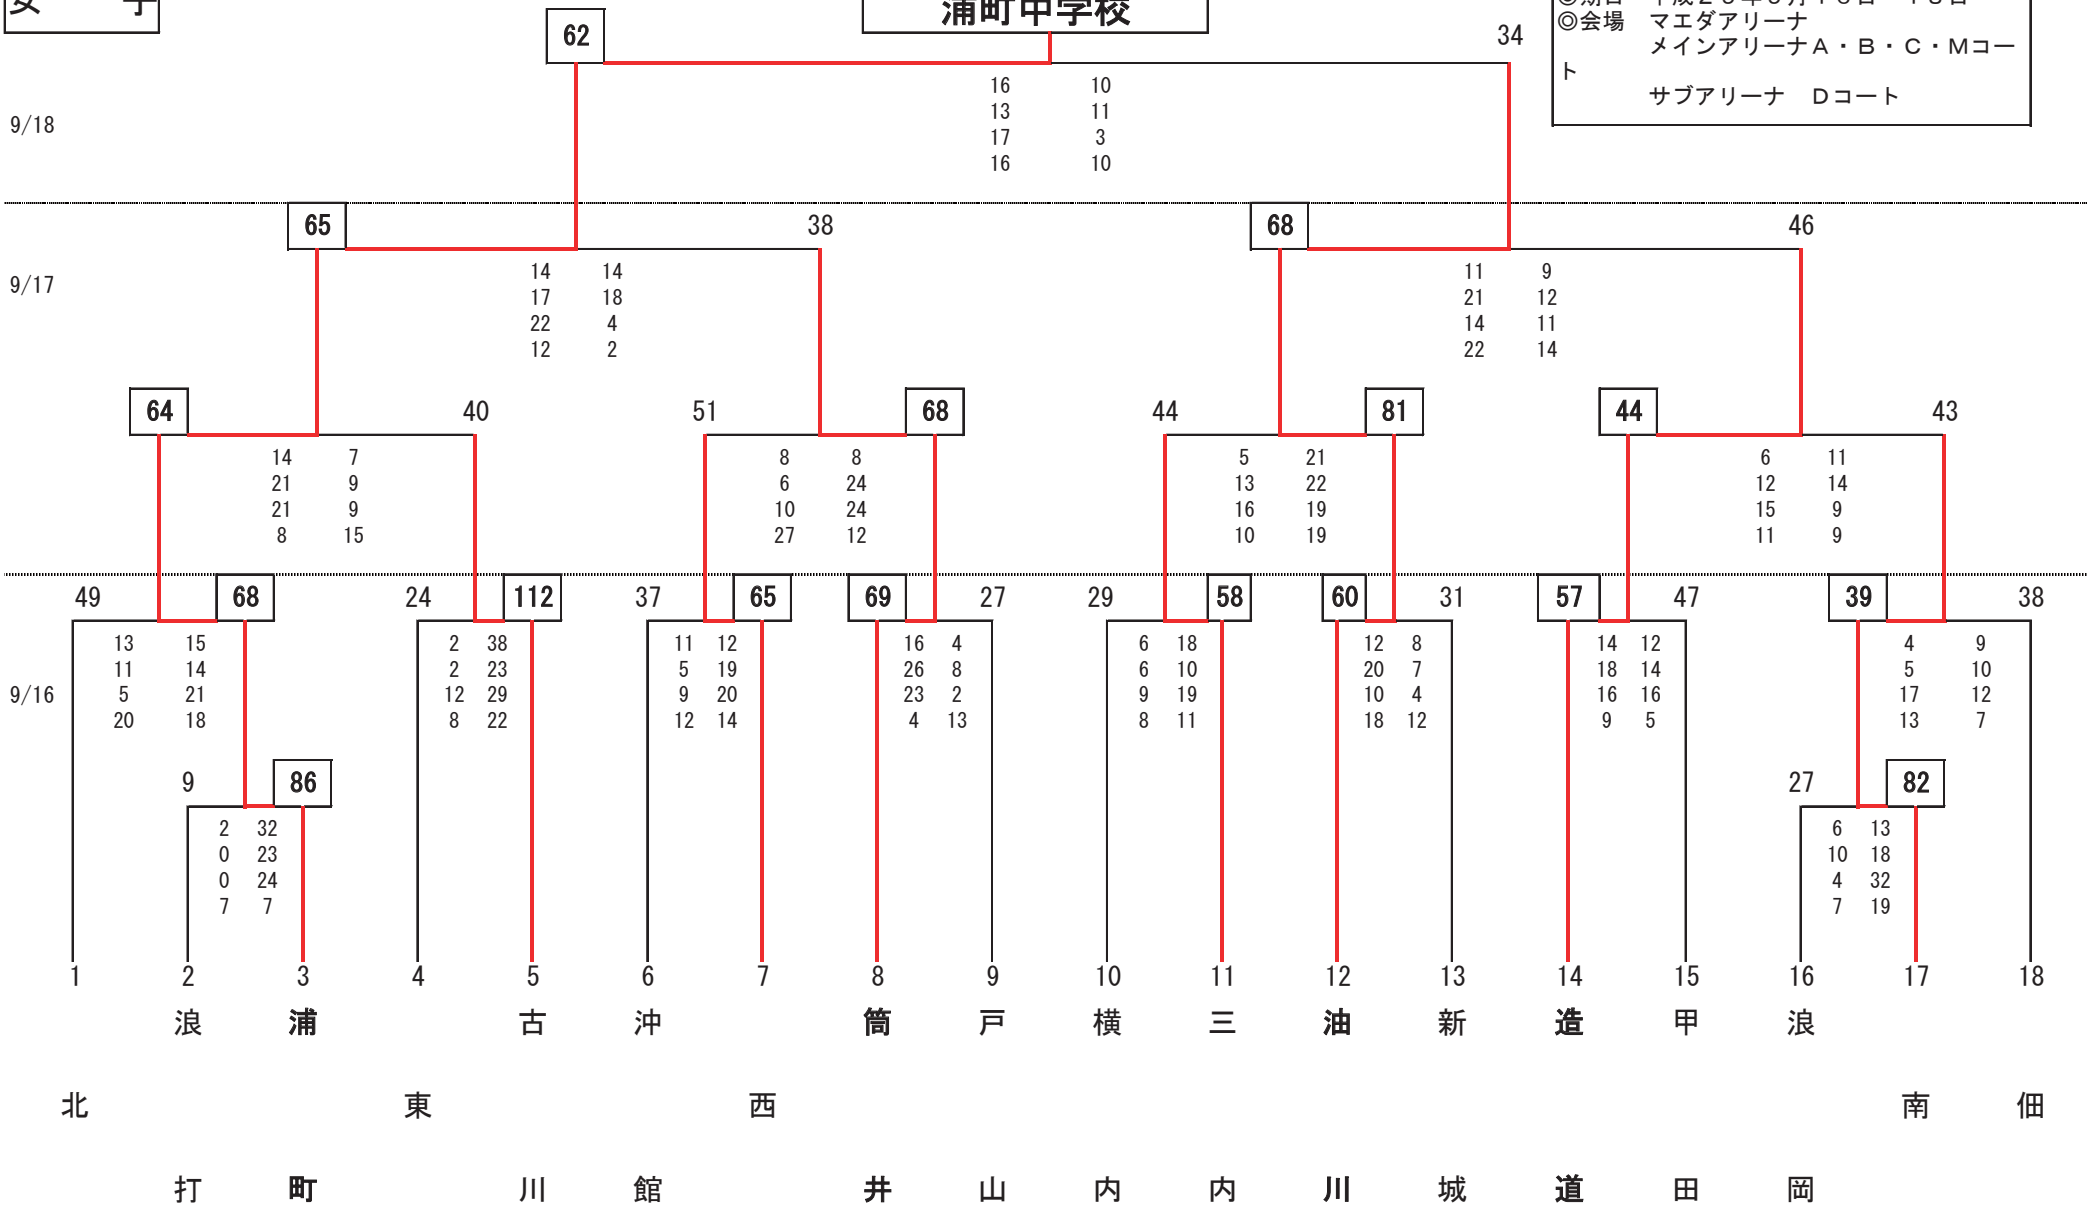 女 子
浦町中学校
◎会場 マエダアリーナ
メインアリーナA・B・C・Mコー
ト
サブアリーナ Dコート
62 34
16 10
13 11
17 3
16 10
9/18
65 38 68 46
9/17
14 14 11 9
17 18 21 12
22 4 14 11
12 2 22 14
64 40 51 68 44 81 44 43
14 7 8 8 5 21 6 11
21 9 6 24 13 22 12 14
21 9 10 24 16 19 15 9
8 15 27 12 10 19 11 9
49 68 24 112 37 65 69 27 29 58 60 31 57 47 39 38
13 15 2 38 11 12 16 4 6 18 12 8 14 12 4 9
11 14 2 23 5 19 26 8 6 10 20 7 18 14 5 10
9/16 5 21 12 29 9 20 23 2 9 19 10 4 16 16 17 12
20 18 8 22 12 14 4 13 8 11 18 12 9 5 13 7
9 86 27 82
2 32 6 13
0 23 10 18
0 24 4 32
7 7 7 19
1 2 3 4 5 6 7 8 9 10 11 12 13 14 15 16 17 18
浪 浦 古 沖 筒 戸 横 三 油 新 造 甲 浪
北 東 西 南 佃
打 町 川 館 井 山 内 内 川 城 道 田 岡